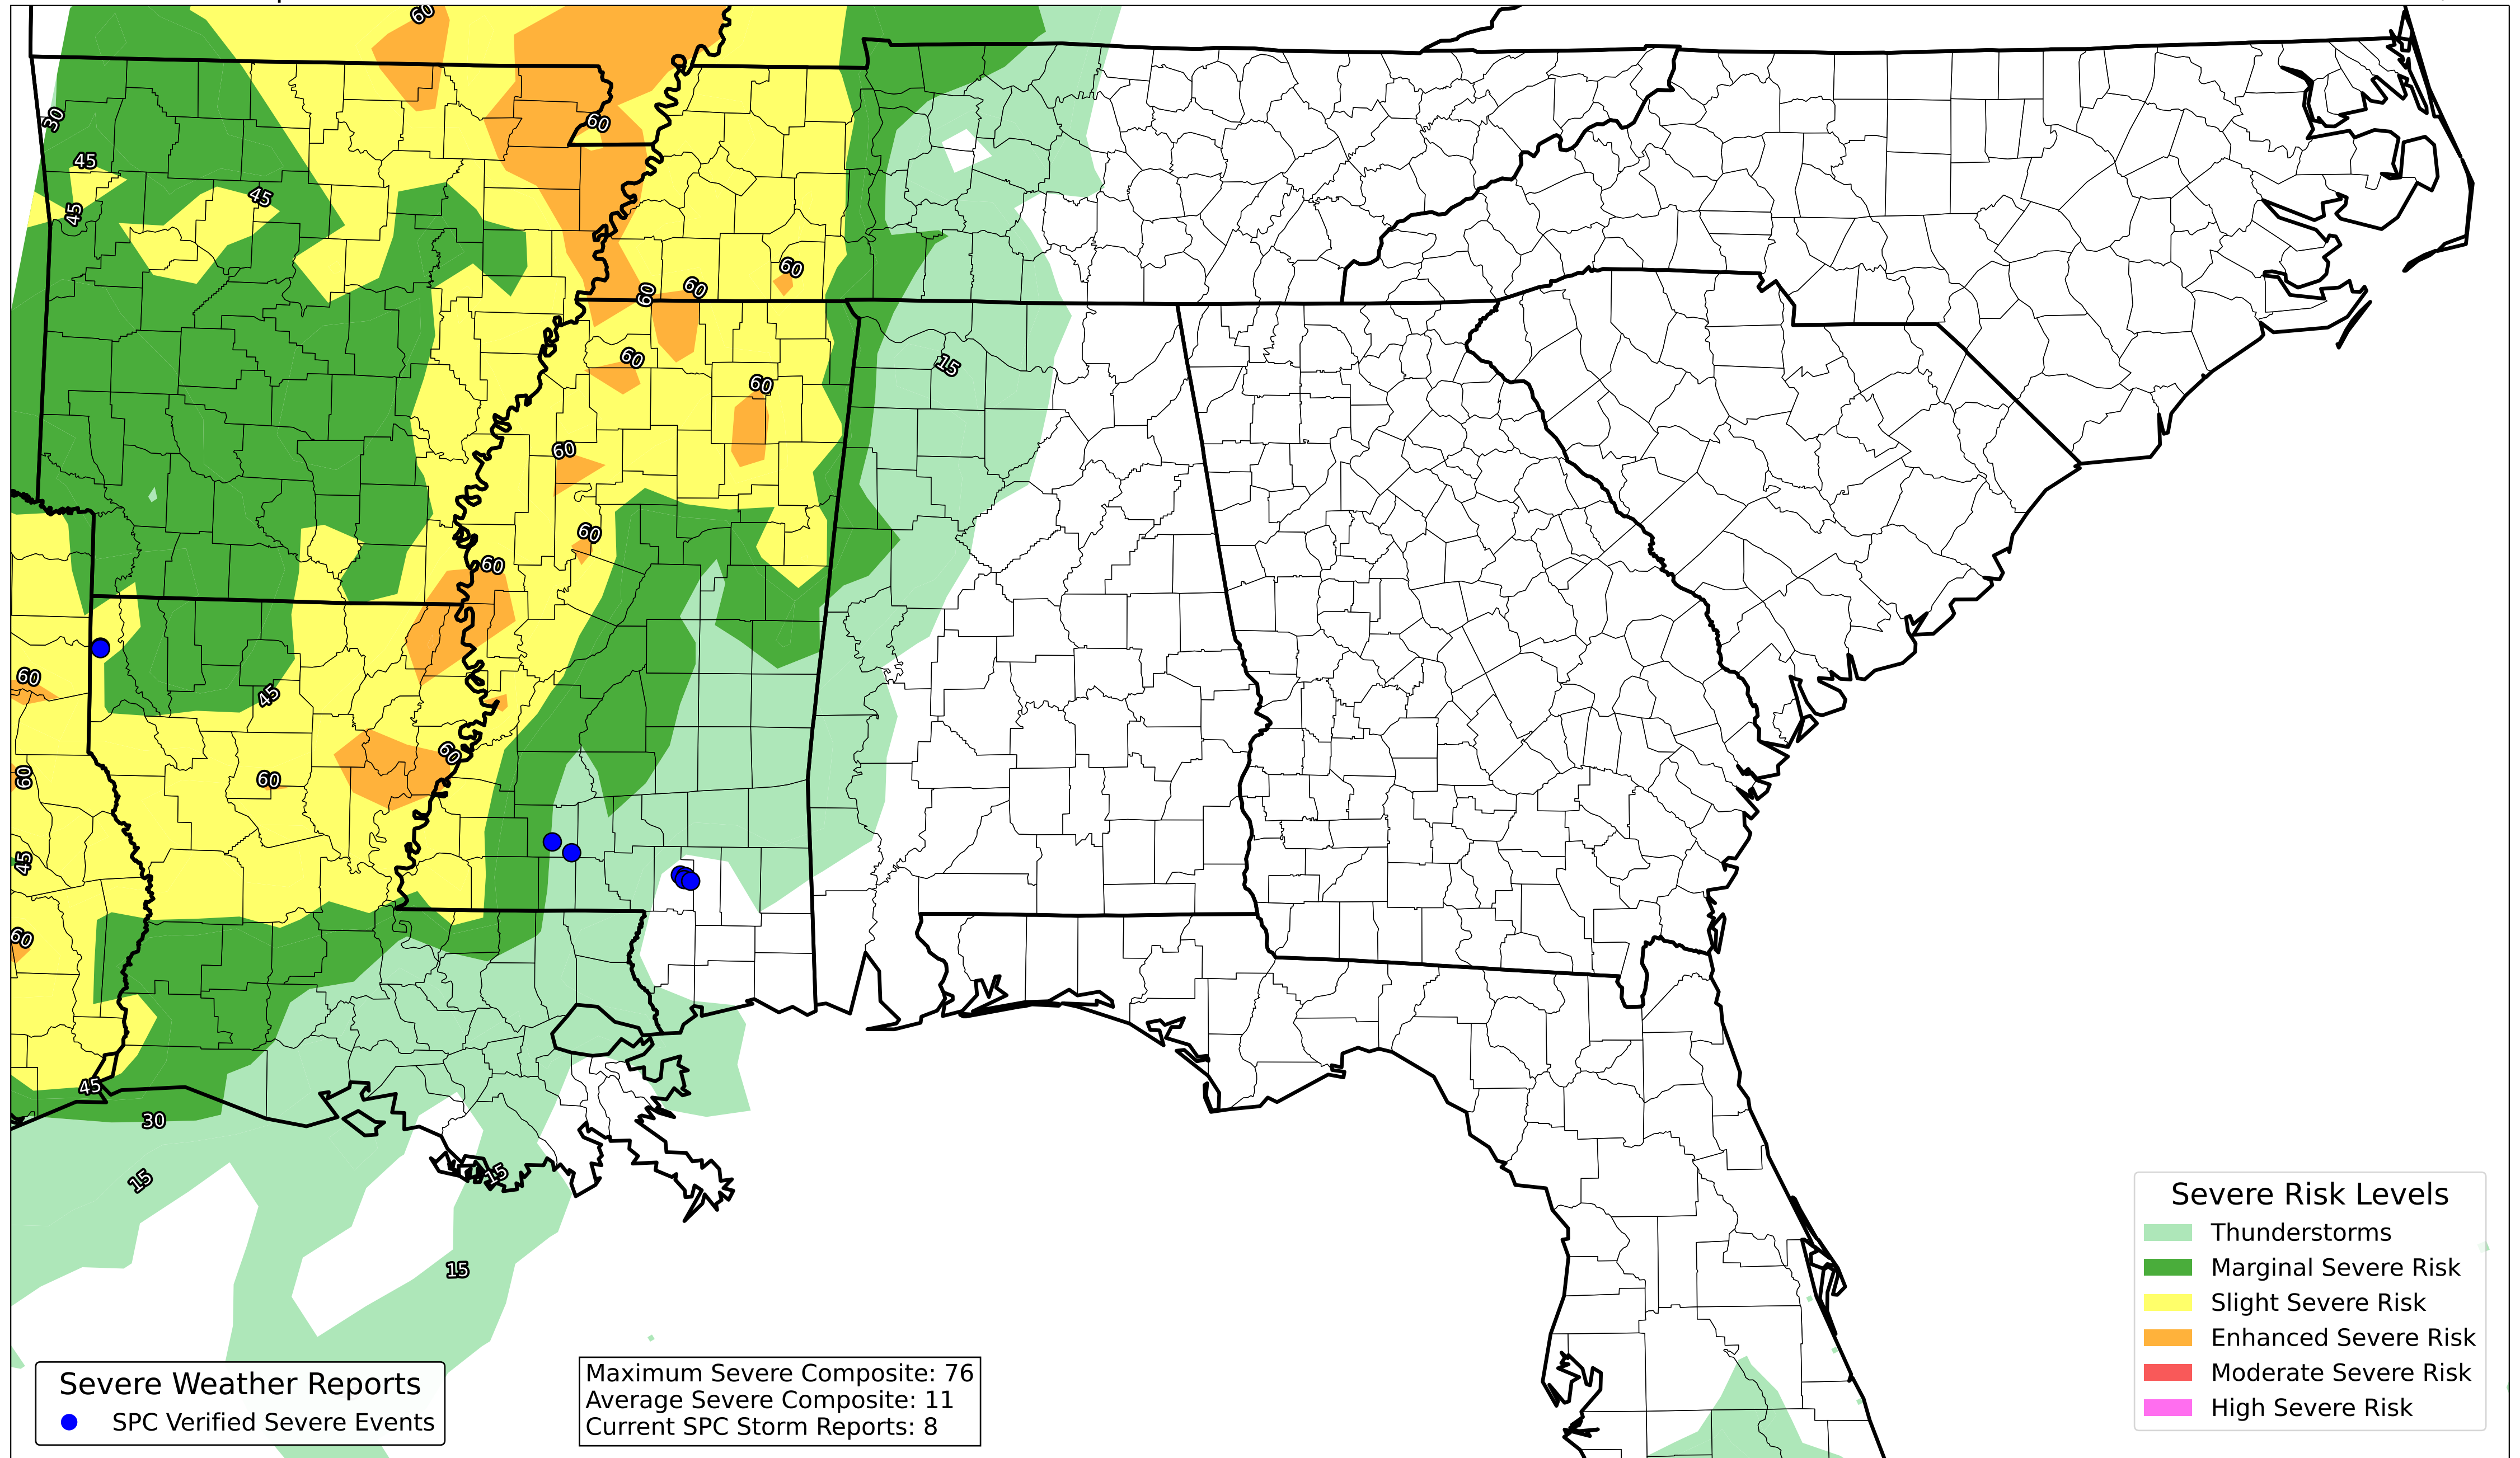 60
60
30
45
45
45
60
60
60
60
15
60
60
60
60
60
45
60
60
60
45
60
45
30
15
15
15
Severe Risk Levels
Thunderstorms
Marginal Severe Risk
Slight Severe Risk
Enhanced Severe Risk
Moderate Severe Risk
High Severe Risk
Severe Weather Reports
SPC Verified Severe Events
Maximum Severe Composite: 76
Average Severe Composite: 11
Current SPC Storm Reports: 8